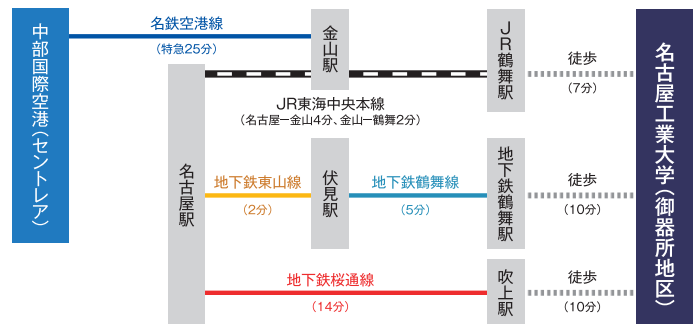 中部国際空港（セントレア）
名鉄空港線
（特急25分）
金山駅
JR鶴舞駅
徒歩
（7分）
名古屋工業大学（御器所地区）
JR東海中央本線
（名古屋ー金山4分、金山ー鶴舞2分）
名古屋駅
地下鉄東山線
（2分）
伏見駅
地下鉄鶴舞線
（5分）
地下鉄鶴舞駅
徒歩
（10分）
地下鉄桜通線
（14分）
吹上駅
徒歩
（10分）